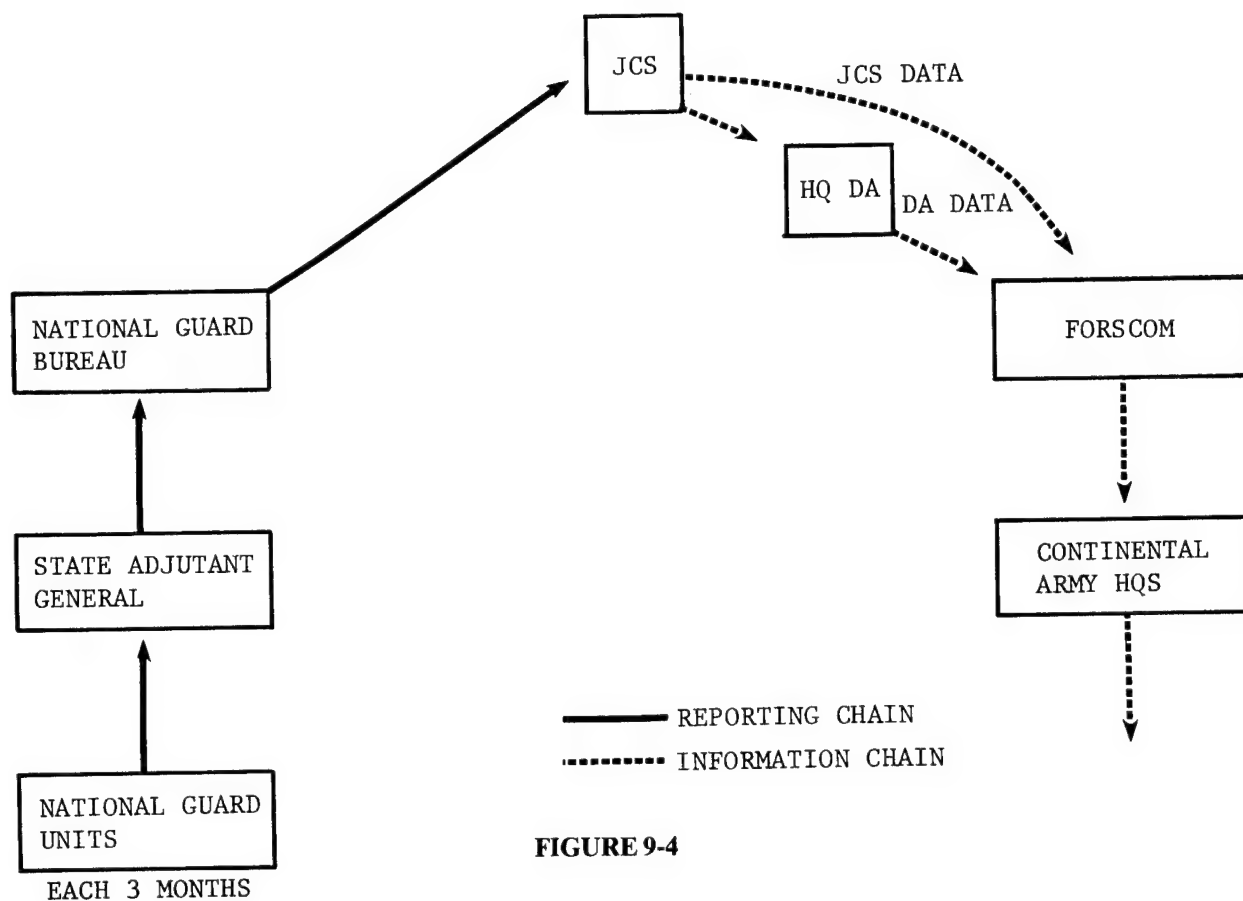 JCS
JCS DATA
HQ DA
DA DATA
NATIONAL GUARD
BUREAU
FORSCOM
STATE ADJUTANT
GENERAL
CONTINENTAL
ARMY HQS
REPORTING CHAIN
INFORMATION CHAIN
NATIONAL GUARD
UNITS
EACH 3 MONTHS
FIGURE 9-4